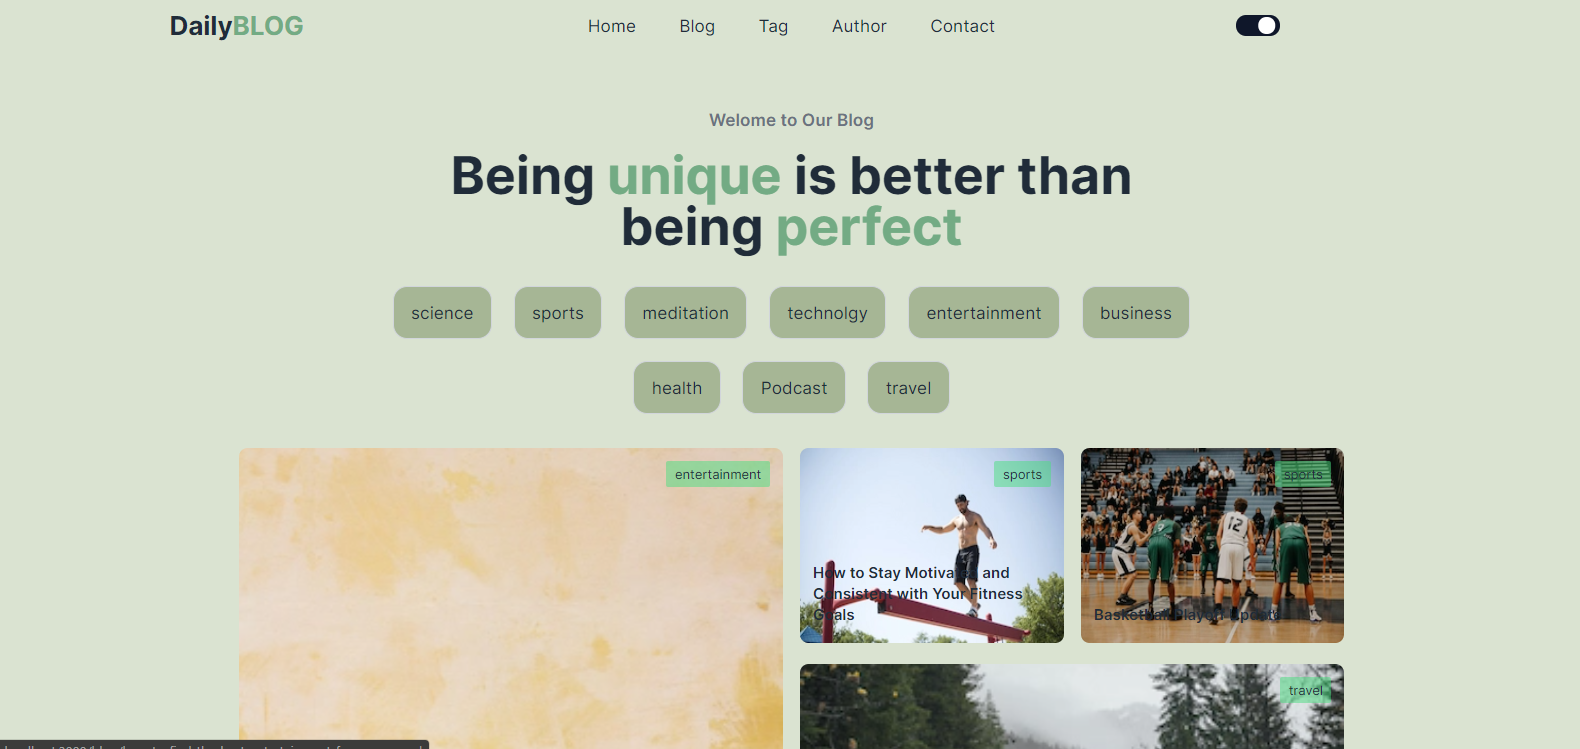 DailyBLOG
Home Blog Tag Author Contact
Welome to Our Blog
Being unique is better than
being perfect
science sports meditation technolgy entertainment business
health Podcast travel
entertainment
sports
How to Stay Motivated and
Consistent with Your Fitness
Goals
sports
Basketball Playoff Update
travel